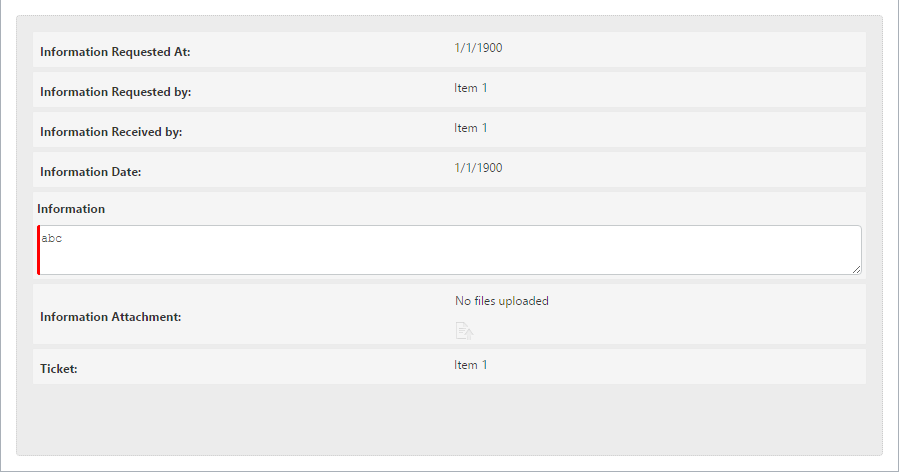 Information Requested At: 1/1/1900
Information Requested by: Item 1
Information Received by: Item 1
Information Date: 1/1/1900
Information
abc
No files uploaded
Information Attachment:
Ticket: Item 1